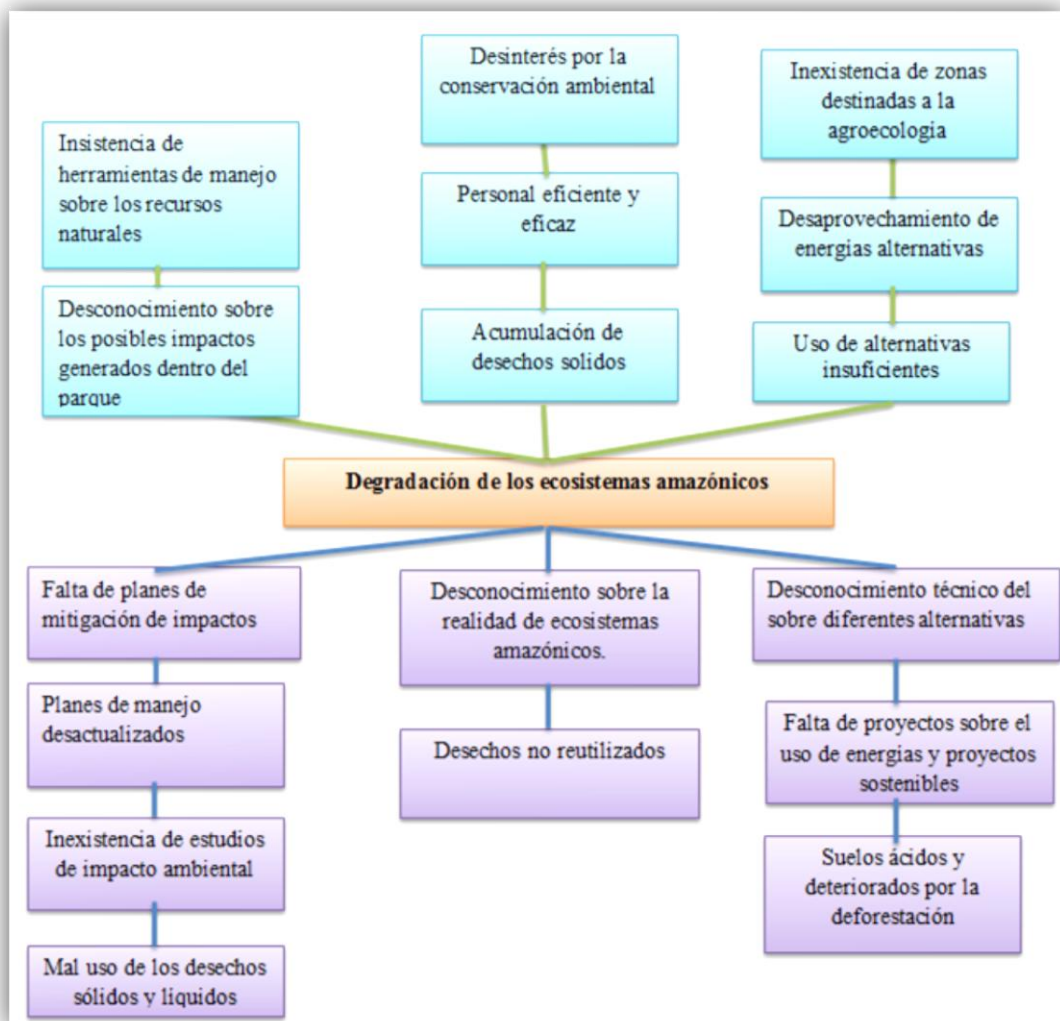 Desinterés por la
conservación ambiental
Inexistencia de zonas
destinadas a la
agroecologia
Insistencia de
herramientas de manejo
sobre los recursos
naturales
Personal eficiente y
eficaz
Desaprovechamiento de
energias alternativas
Desconocimiento sobre
los posibles impactos
generados dentro del
parque
Acumulación de
desechos solidos
Uso de alternativas
insuficientes
Degradación de los ecosistemas amazónicos
Falta de planes de
mitigación de impactos
Desconocimiento sobre la
realidad de ecosistemas
amazónicos.
Desconocimiento técnico del
sobre diferentes alternativas
Planes de manejo
desactualizados
Desechos no reutilizados
Falta de proyectos sobre el
uso de energias y proyectos
sostenibles
Inexistencia de estudios
de impacto ambiental
Suelos ácidos y
deteriorados por la
deforestación
Mal uso de los desechos
sólidos y liquidos